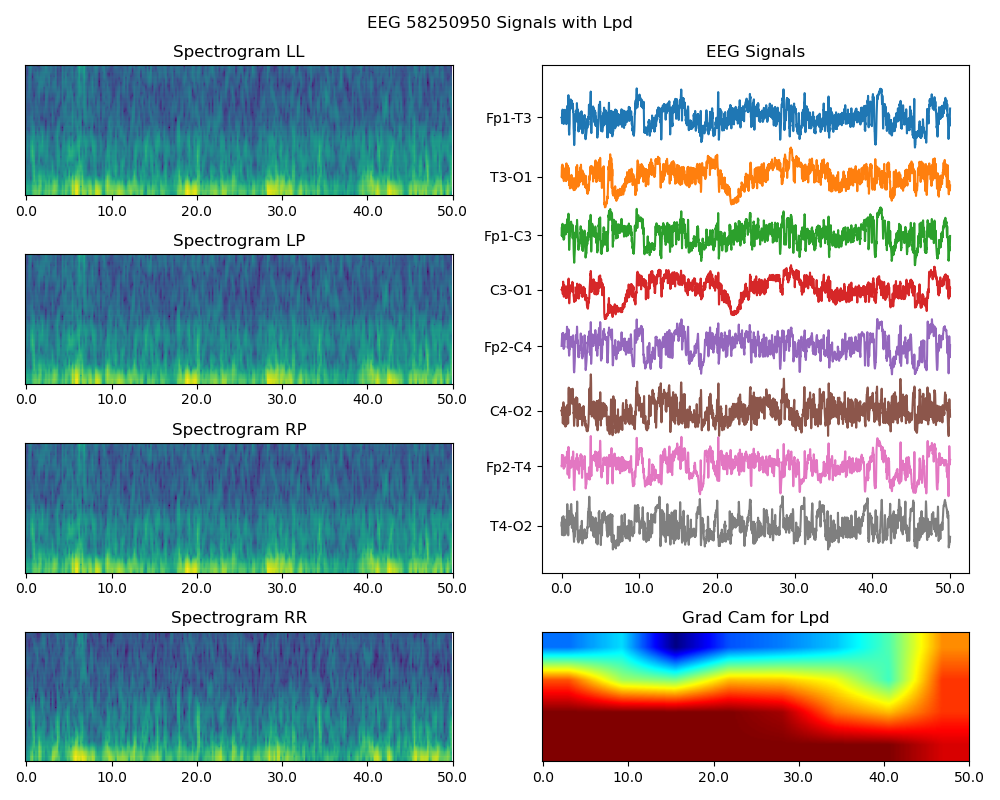 EEG 58250950 Signals with Lpd
Spectrogram LL
0.0 10.0 20.0 30.0 40.0 50.0
Spectrogram LP
0.0 10.0 20.0 30.0 40.0 50.0
Spectrogram RP
0.0 10.0 20.0 30.0 40.0 50.0
Spectrogram RR
0.0 10.0 20.0 30.0 40.0 50.0
EEG Signals
Fp1-T3
T3-O1
Fp1-C3
C3-O1
Fp2-C4
C4-O2
Fp2-T4
T4-O2
0.0 10.0 20.0 30.0 40.0 50.0
Grad Cam for Lpd
0.0 10.0 20.0 30.0 40.0 50.0